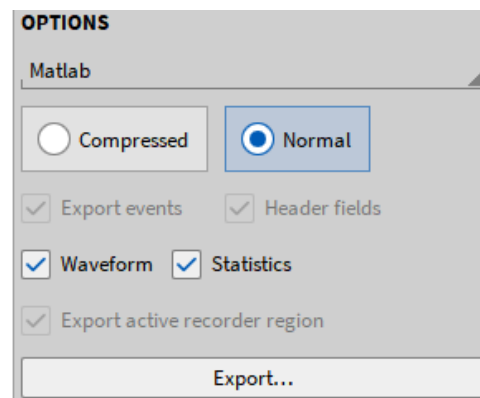 OPTIONS
Matlab
Compressed Normal
Export events Header fields
Waveform Statistics
Export active recorder region
Export...